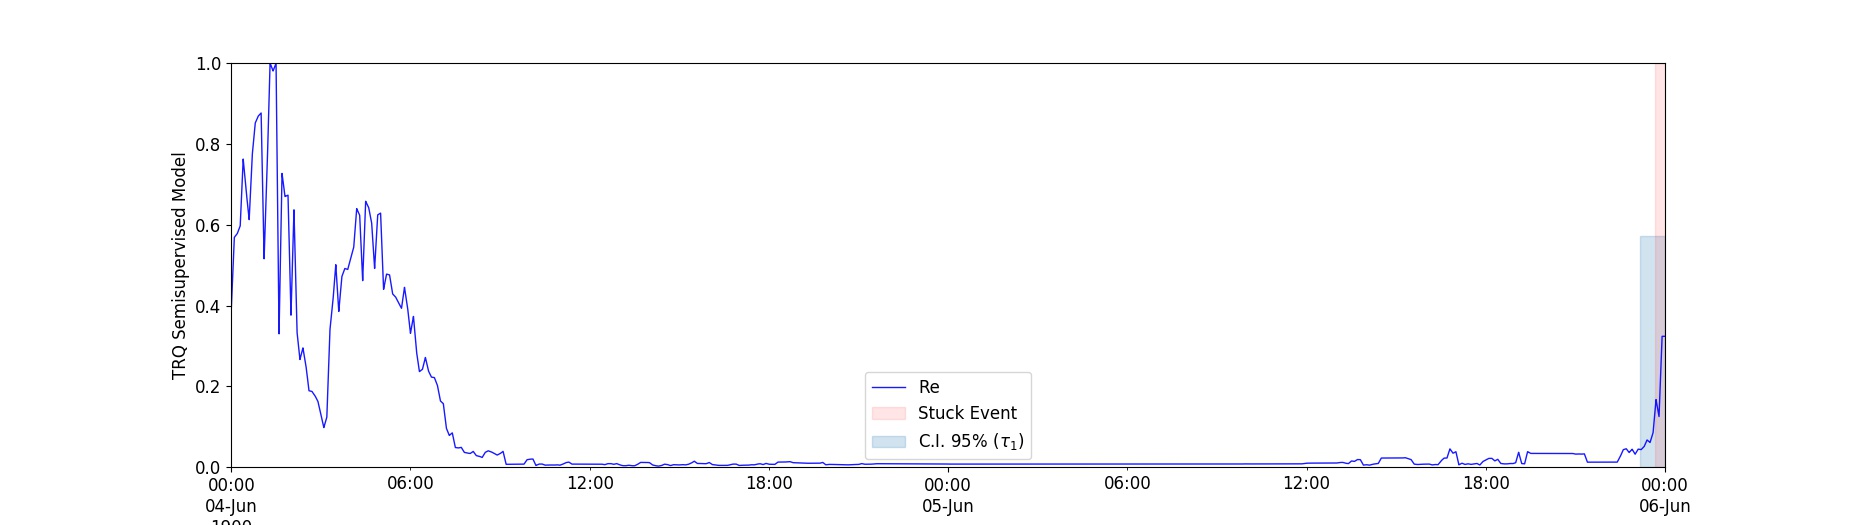 TRQ Semisupervised Model
1.0
0.8
0.6
0.4
0.2
0.0
Re
Stuck Event
C.I. 95% (τ₁)
00:00 06:00 12:00 18:00 00:00 06:00 12:00 18:00 00:00
04-Jun 05-Jun 06-Jun
1900